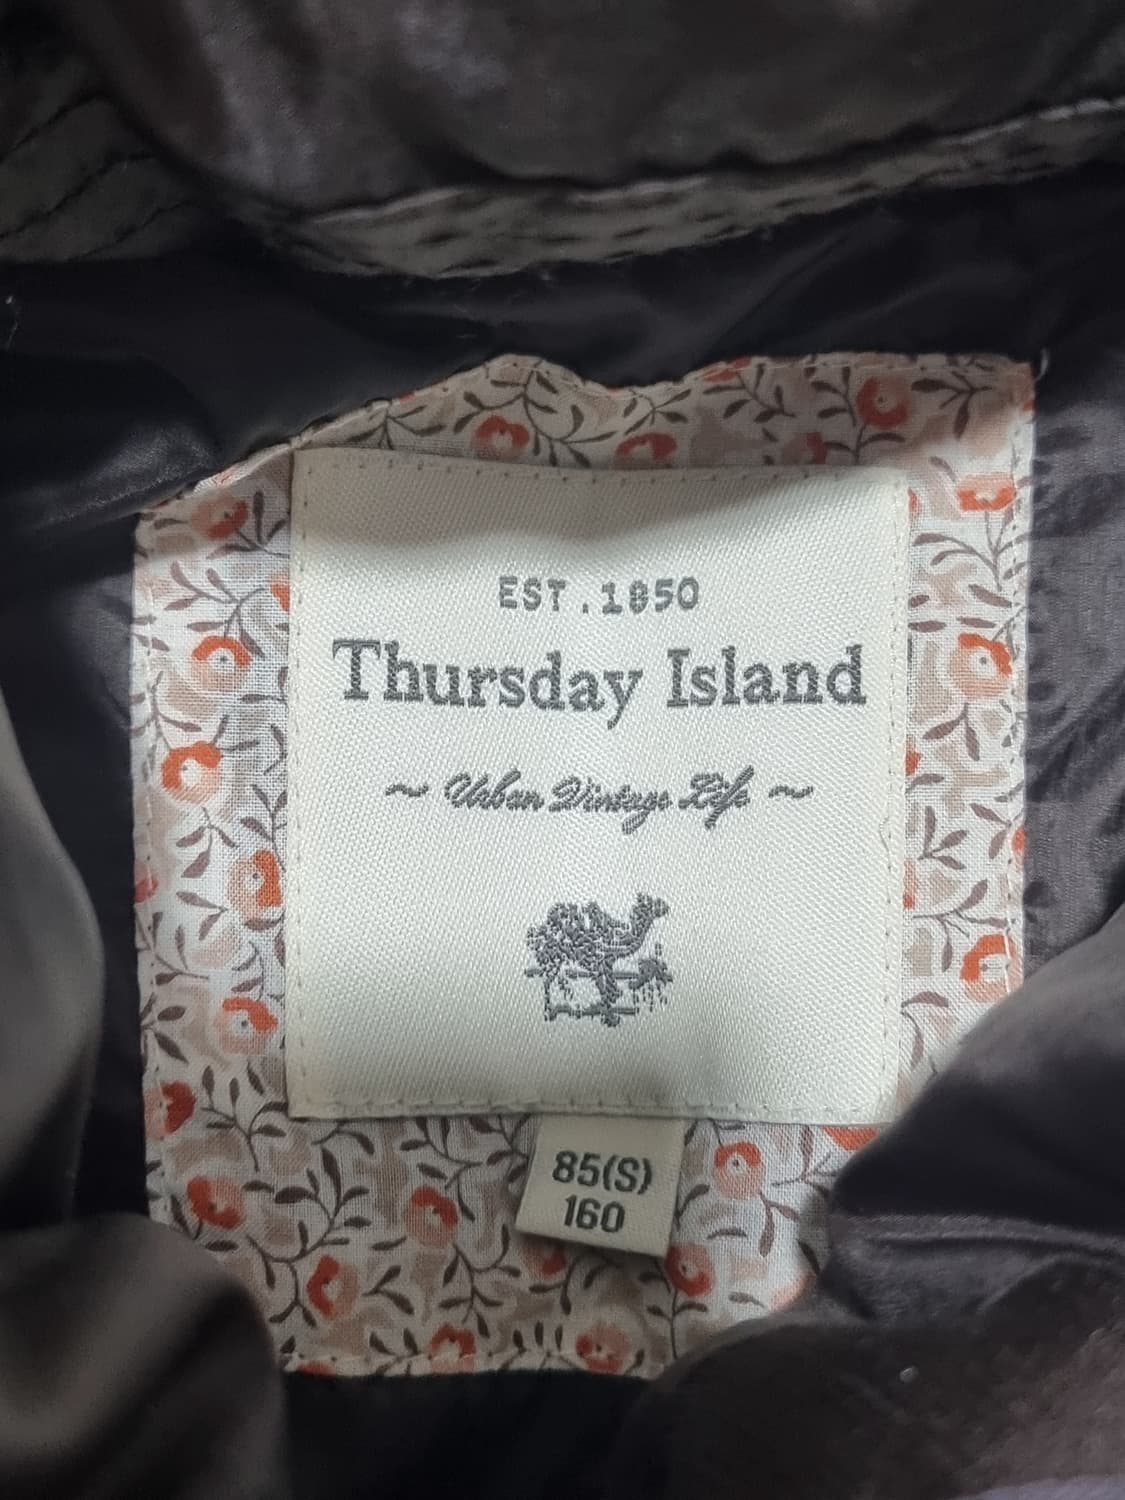 EST.1850
Thursday Island
~ Urban Vintage Life ~
85(S)
160